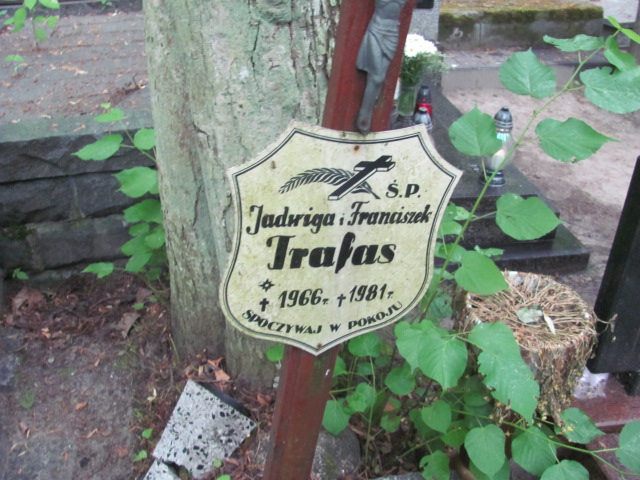 Ś.P.
Jadwiga i Franciszek
Trafas
✝ 1966r. ✝ 1981r.
SPOCZYWAJ W POKOJU